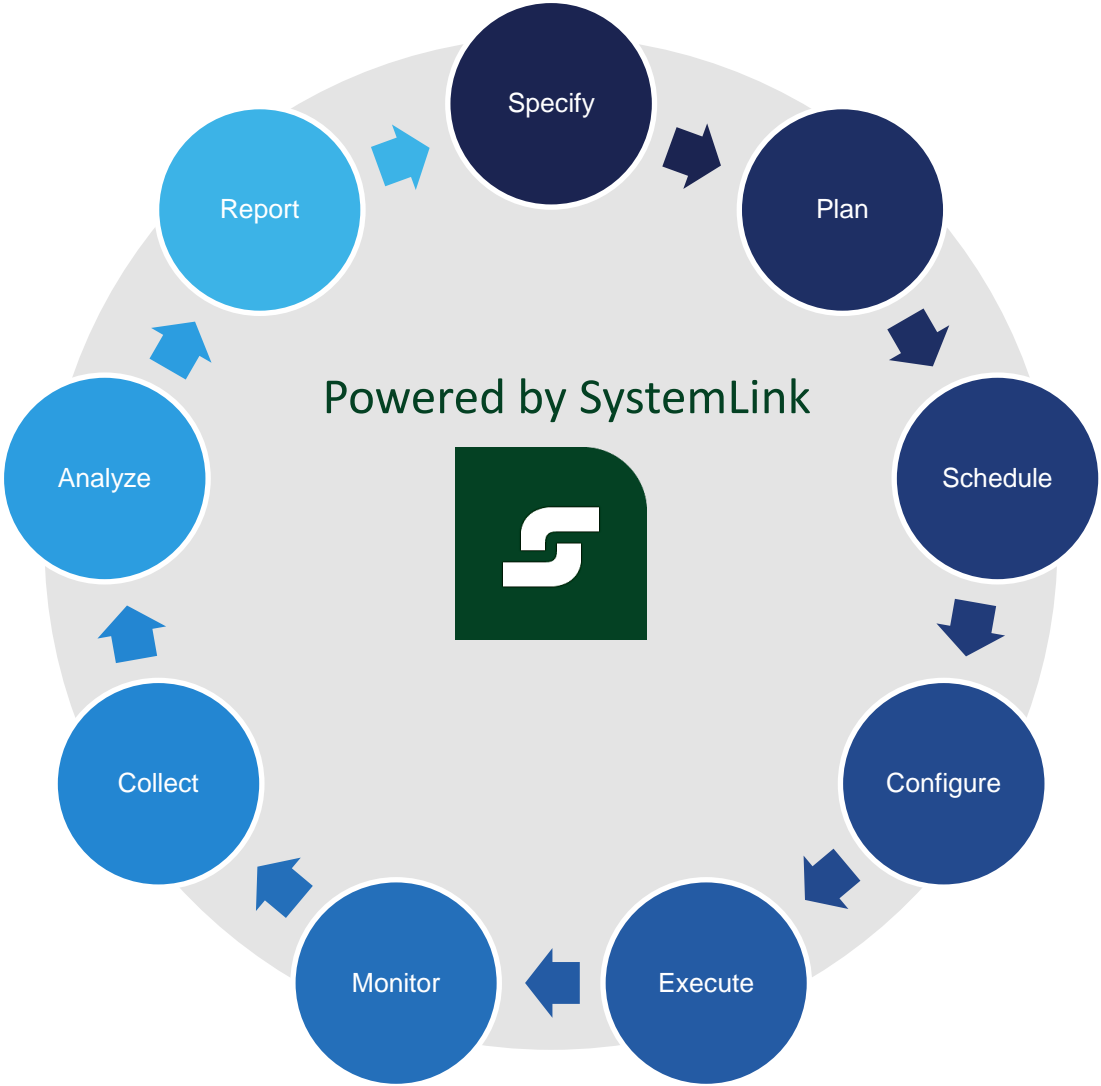 Specify
Plan
Schedule
Configure
Execute
Monitor
Collect
Analyze
Report
Powered by SystemLink